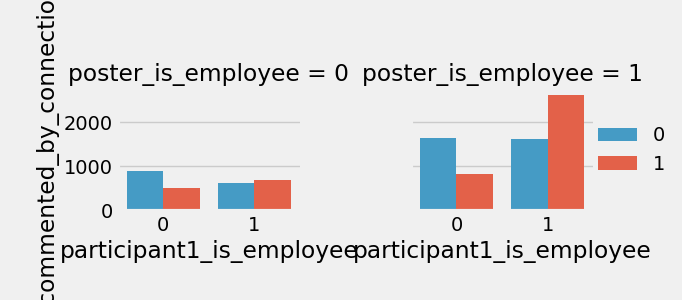 commented_by_connectio
poster_is_employee = 0
poster_is_employee = 1
2000
1000
0
0
1
0
1
participant1_is_employee
participant1_is_employee
0
1